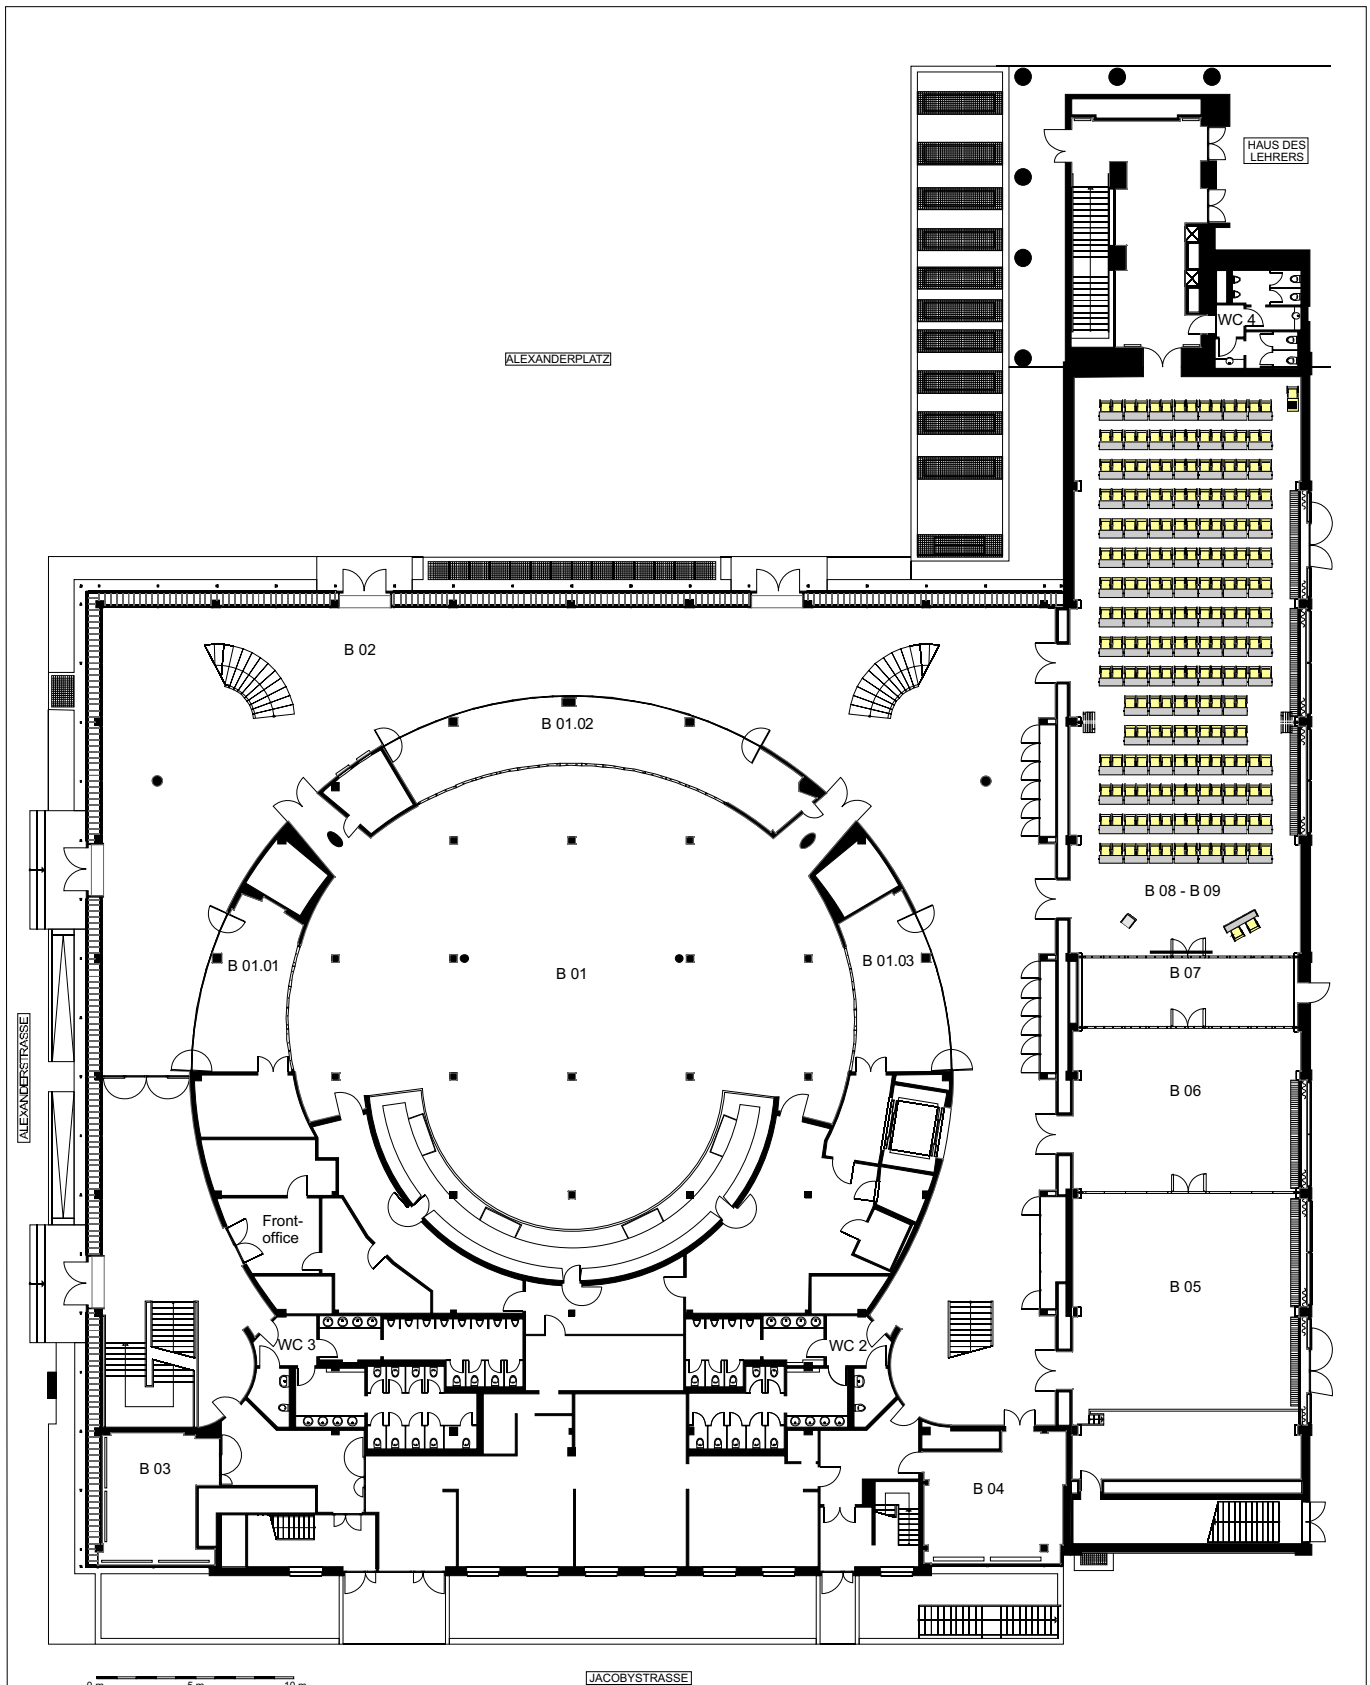 HAUS DES
LEHRERS
WC 4
ALEXANDERPLATZ
B 02
B 01.02
B 08 - B 09
B 01.01
B 01
B 01.03
B 07
ALEXANDERSTRASSE
B 06
Front-
office
B 05
WC 3
WC 2
B 03
B 04
JACOBYSTRASSE
0 m
5 m
10 m